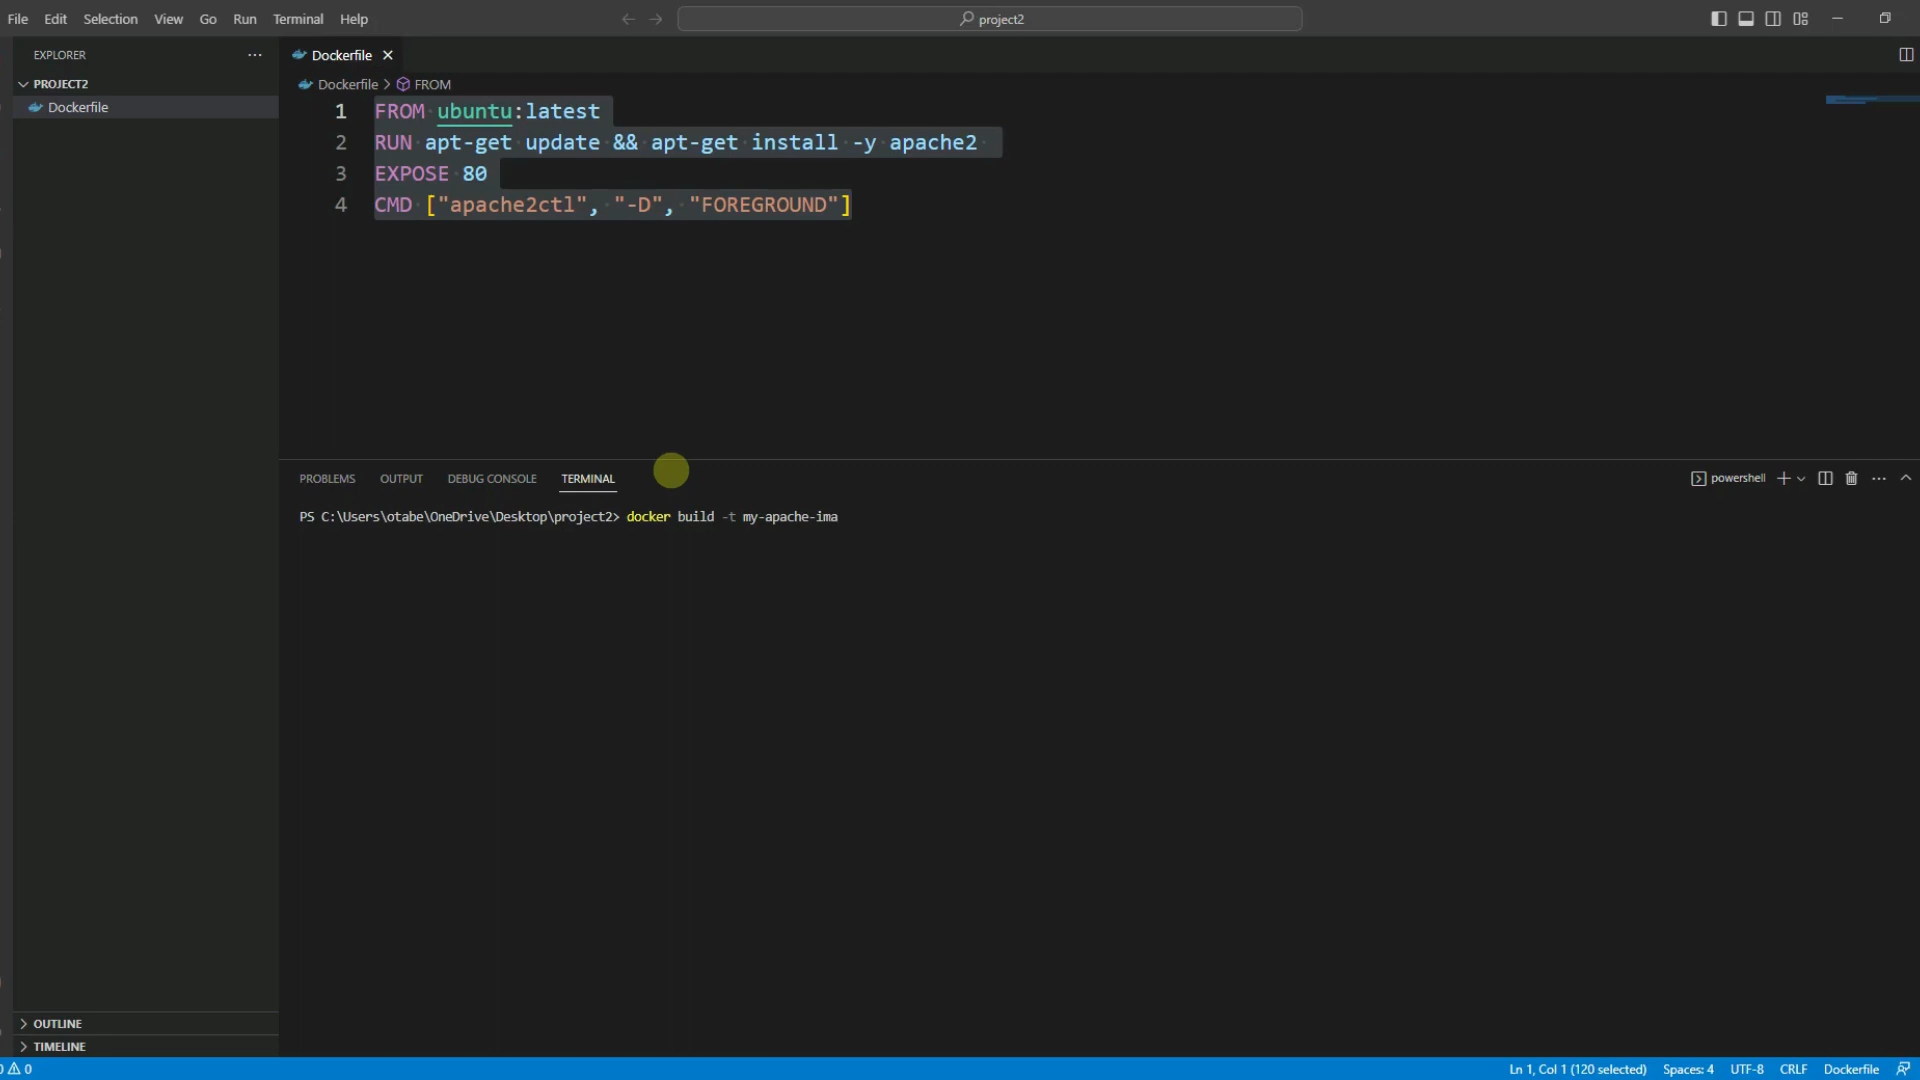 File Edit Selection View Go Run Terminal Help
project2
EXPLORER
PROJECT2
Dockerfile
OUTLINE
TIMELINE
Dockerfile
Dockerfile > FROM
1 FROM ubuntu:latest
2 RUN apt-get update && apt-get install -y apache2
3 EXPOSE 80
4 CMD ["apache2ctl", "-D", "FOREGROUND"]
PROBLEMS OUTPUT DEBUG CONSOLE TERMINAL
powershell
PS C:\Users\otabe\OneDrive\Desktop\project2> docker build -t my-apache-ima
0 Ln 1, Col 1 (120 selected) Spaces: 4 UTF-8 CRLF Dockerfile